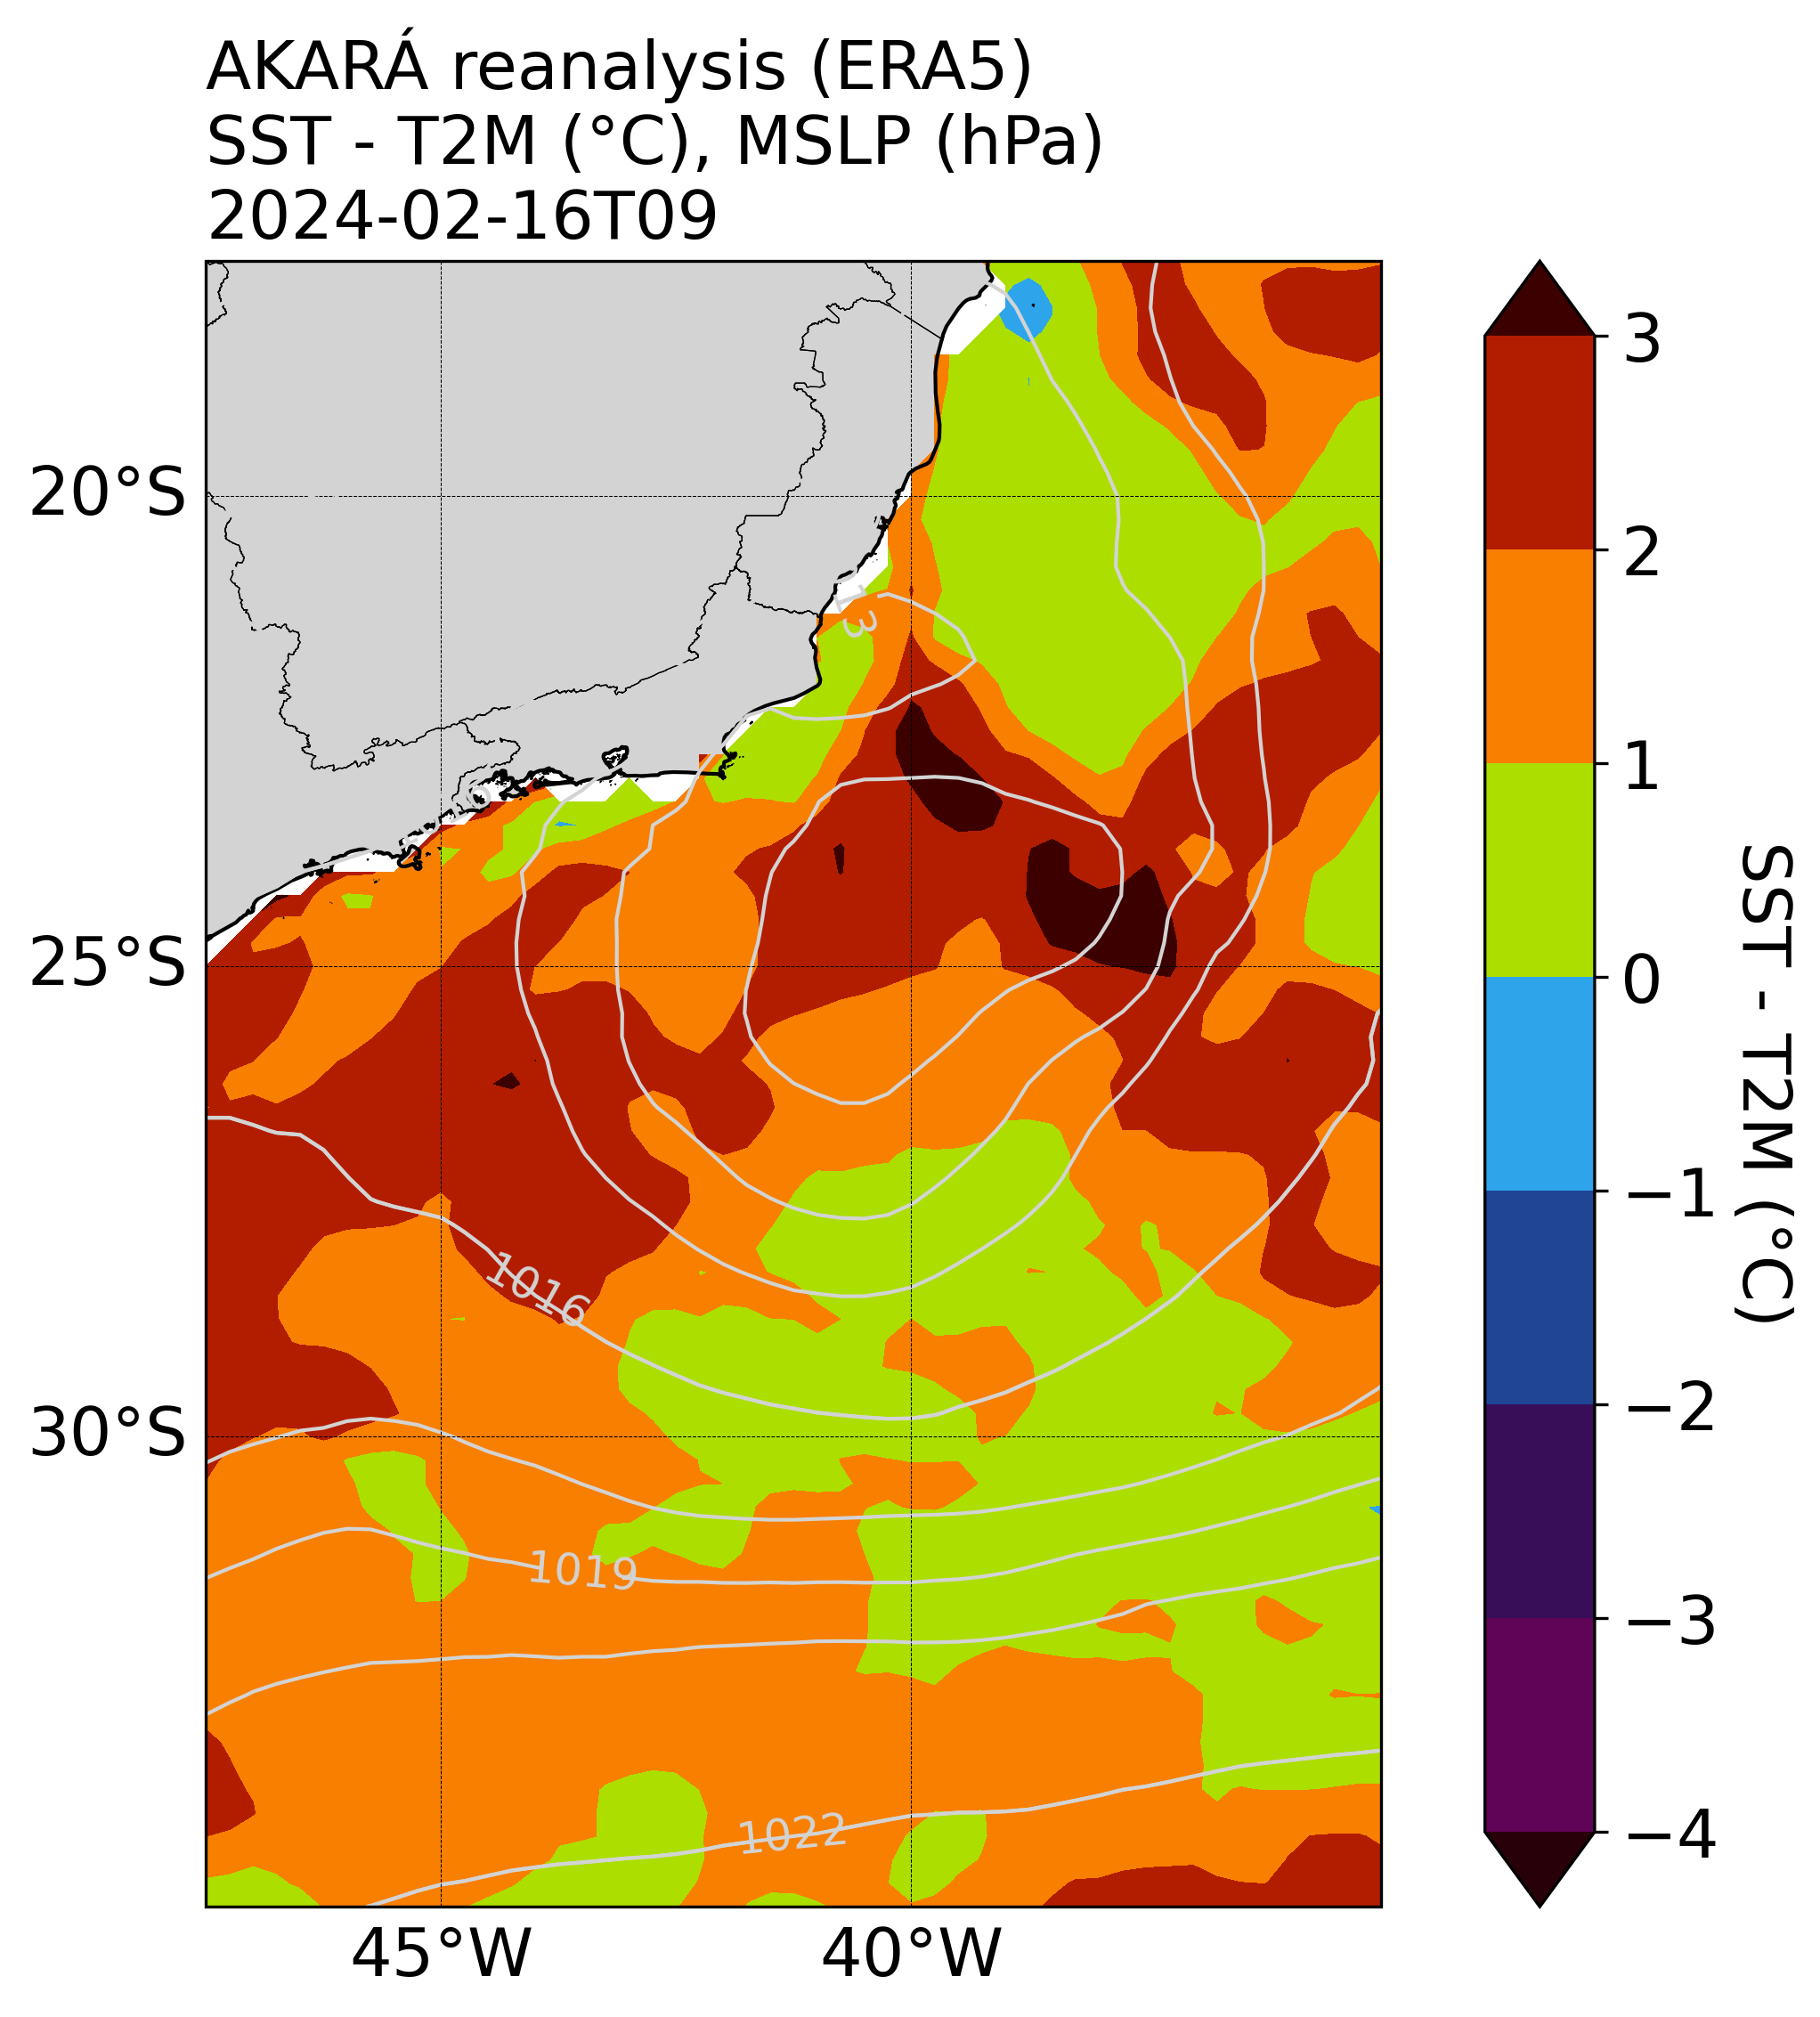 AKARÁ reanalysis (ERA5)
SST - T2M (°C), MSLP (hPa)
2024-02-16T09
20°S
25°S
30°S
45°W
40°W
1016
1019
1022
3
2
1
0
−1
−2
−3
−4
SST - T2M (°C)